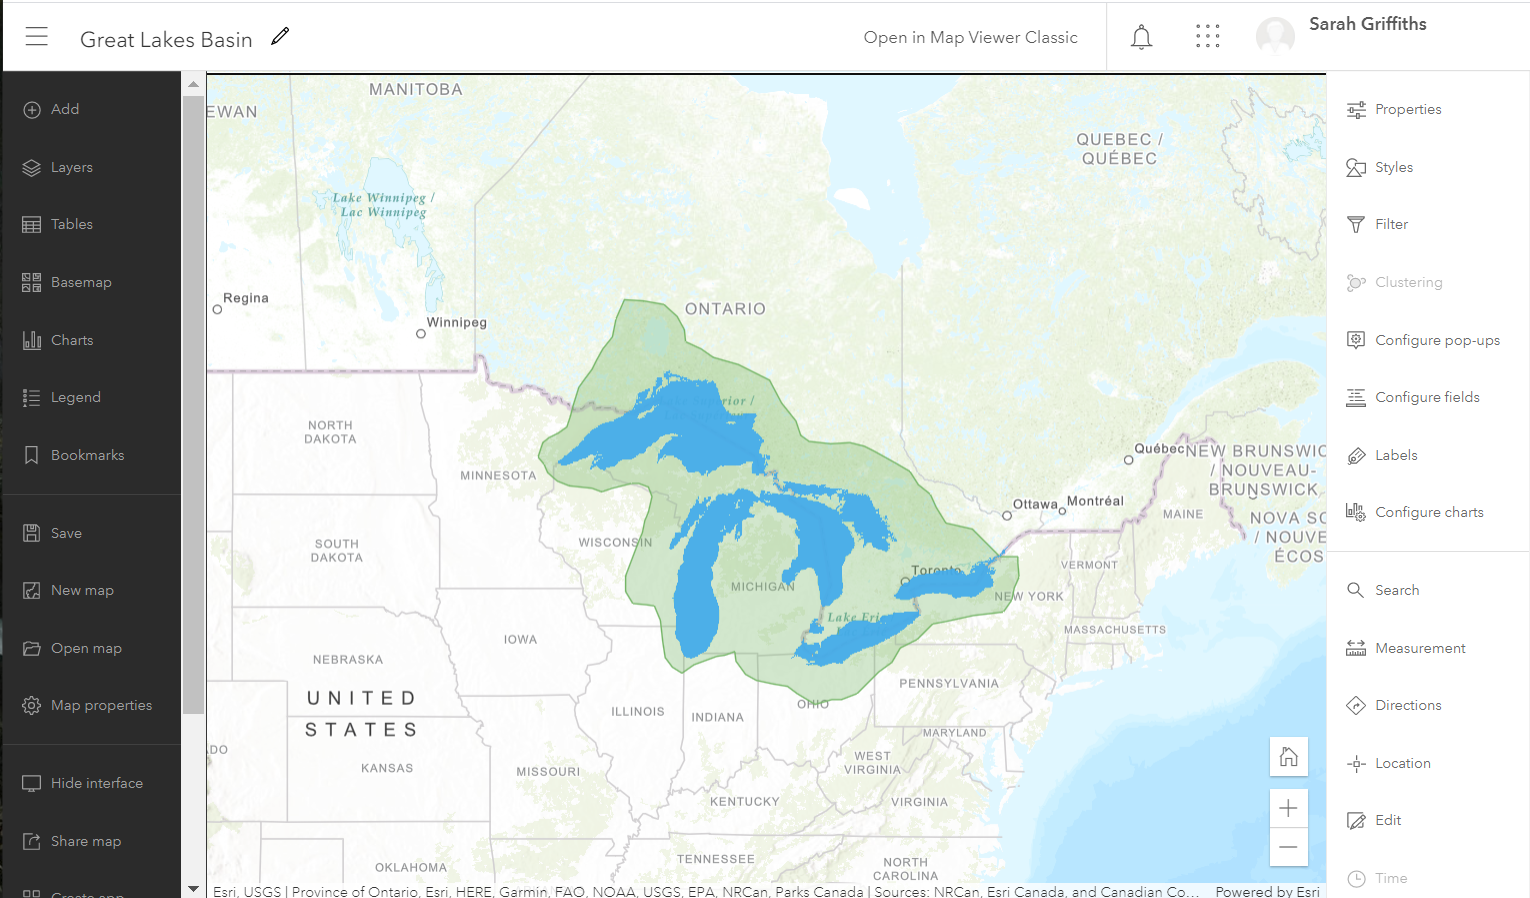 Great Lakes Basin
Open in Map Viewer Classic
Sarah Griffiths
Add
Layers
Tables
Basemap
Charts
Legend
Bookmarks
Save
New map
Open map
Map properties
Hide interface
Share map
Create app
MANITOBA
EWAN
QUEBEC /
QUÉBEC
Lake Winnipeg /
Lac Winnipeg
Regina
Winnipeg
ONTARIO
NORTH
DAKOTA
MINNESOTA
Québec
NEW BRUNSWIC
/ NOUVEAU-
BRUNSWICK
Ottawa
Montréal
MAINE
NOVA SC
/ NOUVE
ÉCOS
SOUTH
DAKOTA
WISCONSIN
MICHIGAN
Toronto
VERMONT
NEW YORK
Lake Erie
MASSACHUSETTS
IOWA
NEBRASKA
UNITED
STATES
PENNSYLVANIA
ILLINOIS
INDIANA
OHIO
MARYLAND
ADO
KANSAS
MISSOURI
WEST
VIRGINIA
KENTUCKY
VIRGINIA
TENNESSEE
OKLAHOMA
NORTH
CAROLINA
Esri, USGS | Province of Ontario, Esri, HERE, Garmin, FAO, NOAA, USGS, EPA, NRCan, Parks Canada | Sources: NRCan, Esri Canada, and Canadian Co...
Powered by Esri
Properties
Styles
Filter
Clustering
Configure pop-ups
Configure fields
Labels
Configure charts
Search
Measurement
Directions
Location
Edit
Time